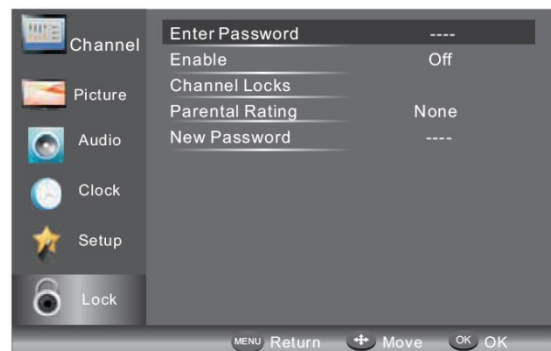 Channel
Picture
Audio
Clock
Setup
Lock
Enter Password ----
Enable Off
Channel Locks
Parental Rating None
New Password ----
MENU Return Move OK OK